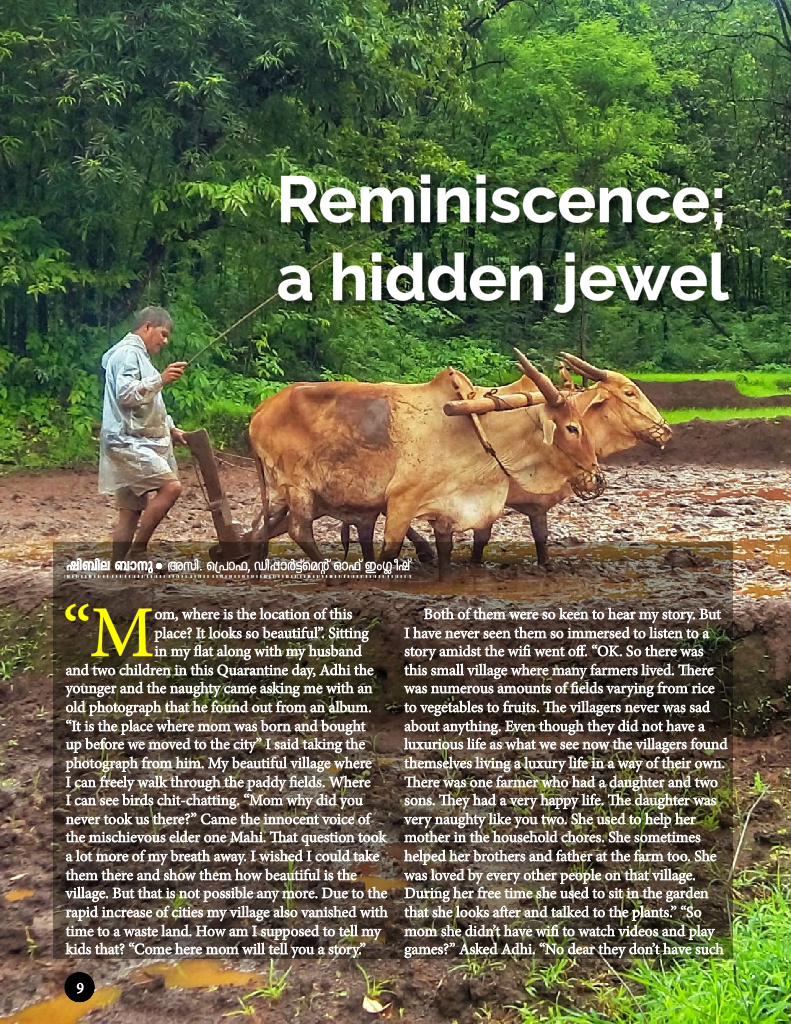 Reminiscence;
a hidden jewel
ഷിബില ബാനു ● അസി. പ്രൊഫ, ഡിപ്പാർട്ട്മെന്റ് ഓഫ് ഇംഗ്ലീഷ്
“Mom, where is the location of this
place? It looks so beautiful”. Sitting
in my flat along with my husband
and two children in this Quarantine day, Adhi the
younger and the naughty came asking me with an
old photograph that he found out from an album.
“It is the place where mom was born and bought
up before we moved to the city” I said taking the
photograph from him. My beautiful village where
I can freely walk through the paddy fields. Where
I can see birds chit-chatting. “Mom why did you
never took us there?” Came the innocent voice of
the mischievous elder one Mahi. That question took
a lot more of my breath away. I wished I could take
them there and show them how beautiful is the
village. But that is not possible any more. Due to the
rapid increase of cities my village also vanished with
time to a waste land. How am I supposed to tell my
kids that? “Come here mom will tell you a story.”
Both of them were so keen to hear my story. But
I have never seen them so immersed to listen to a
story amidst the wifi went off. “OK. So there was
this small village where many farmers lived. There
was numerous amounts of fields varying from rice
to vegetables to fruits. The villagers never was sad
about anything. Even though they did not have a
luxurious life as what we see now the villagers found
themselves living a luxury life in a way of their own.
There was one farmer who had a daughter and two
sons. They had a very happy life. The daughter was
very naughty like you two. She used to help her
mother in the household chores. She sometimes
helped her brothers and father at the farm too. She
was loved by every other people on that village.
During her free time she used to sit in the garden
that she looks after and talked to the plants.” “So
mom she didn’t have wifi to watch videos and play
games?” Asked Adhi. “No dear they don’t have such
9